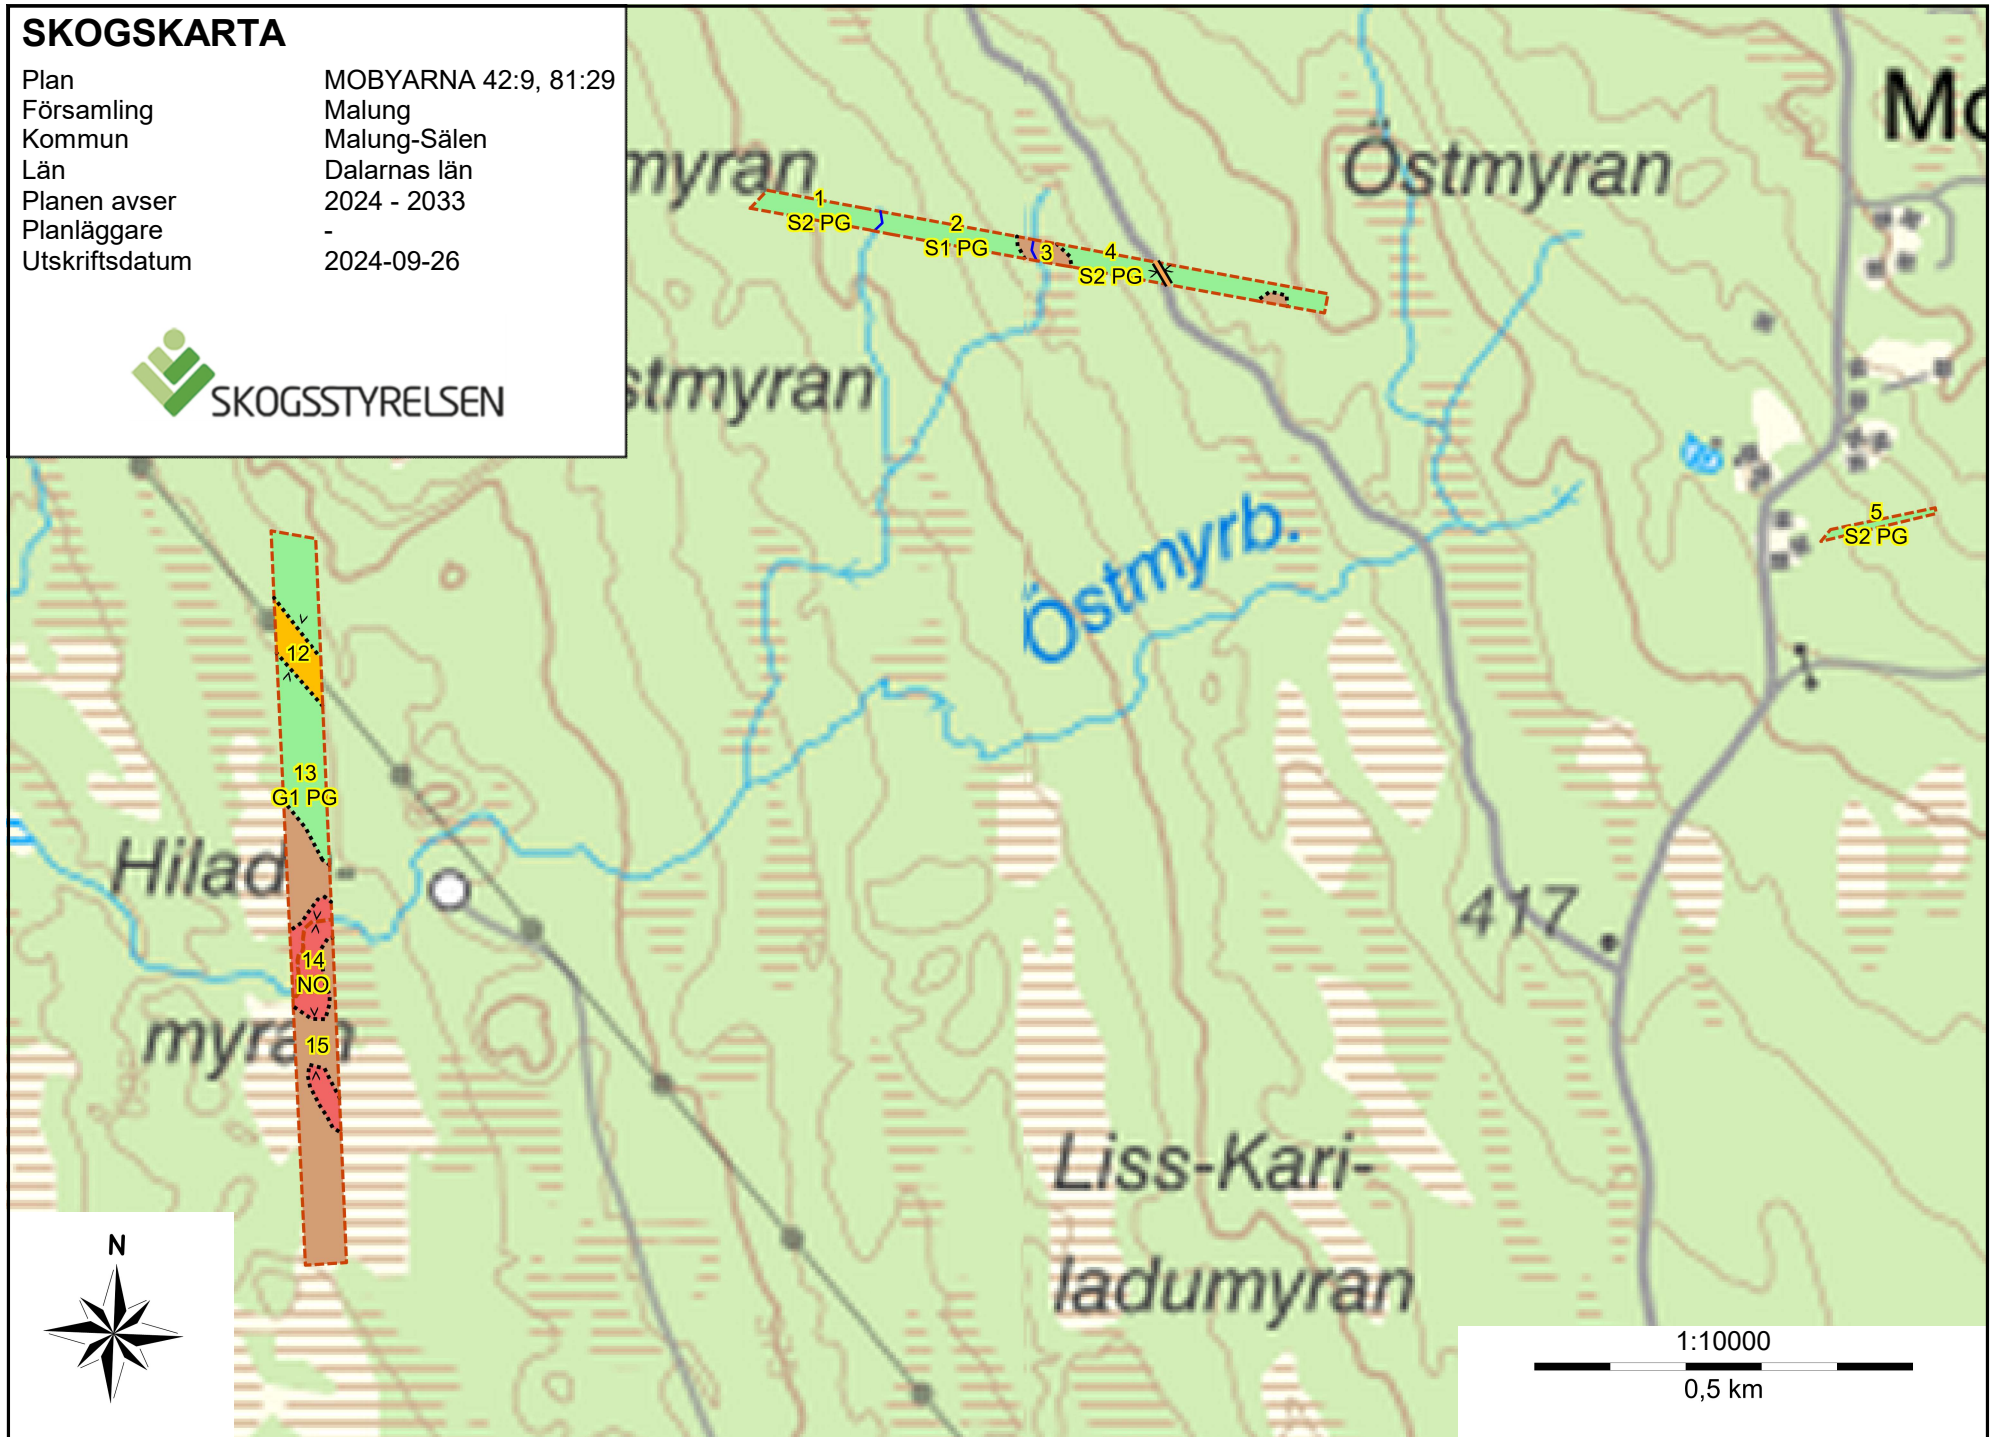 SKOGSKARTA
Plan MOBYARNA 42:9, 81:29
Församling Malung
Kommun Malung-Sälen
Län Dalarnas län
Planen avser 2024 - 2033
Planläggare -
Utskriftsdatum 2024-09-26
SKOGSSTYRELSEN
Mo
myran
Östmyran
1
S2 PG
2
S1 PG
3
4
S2 PG
stmyran
5
S2 PG
Östmyrb.
12
13
G1 PG
Hilad -
417
14
NO
myran
15
Liss-Kari-
ladumyran
N
1:10000
0,5 km